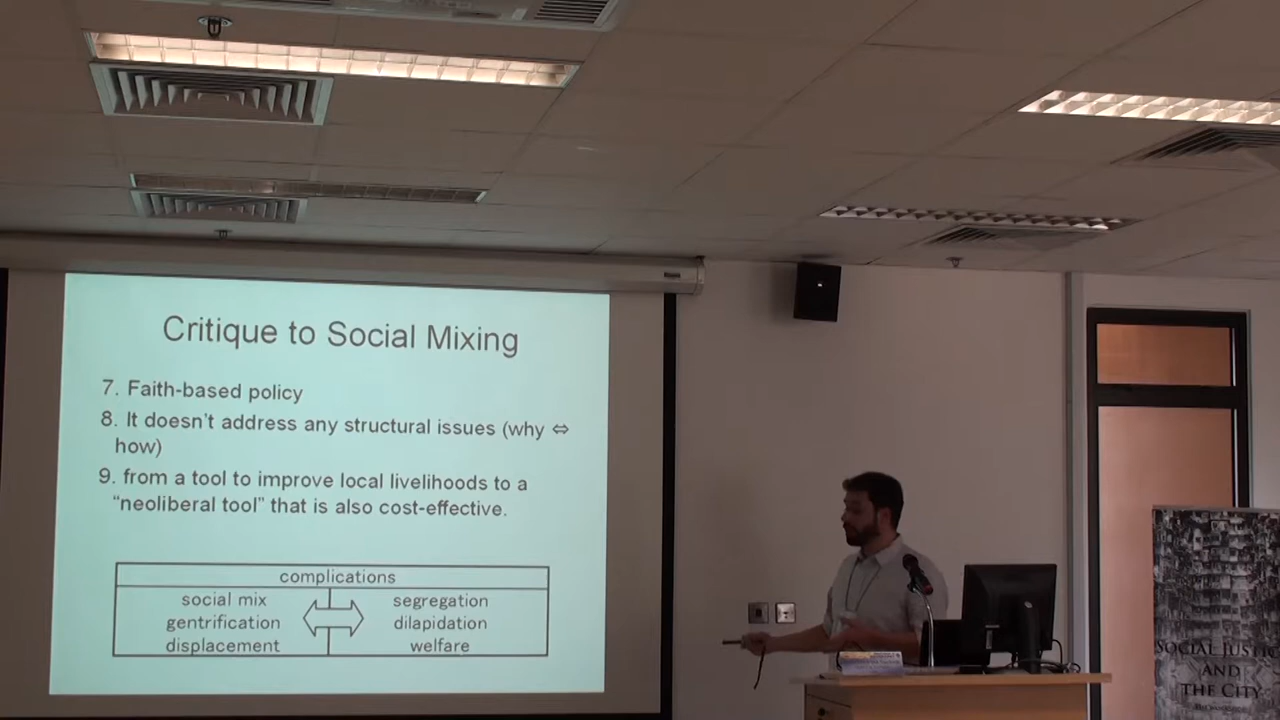 Critique to Social Mixing
7. Faith-based policy
8. It doesn't address any structural issues (why ⇔
how)
9. from a tool to improve local livelihoods to a
“neoliberal tool” that is also cost-effective.
complications
social mix
gentrification
displacement
segregation
dilapidation
welfare
SOCIAL JUSTIC
AND
THE CITY